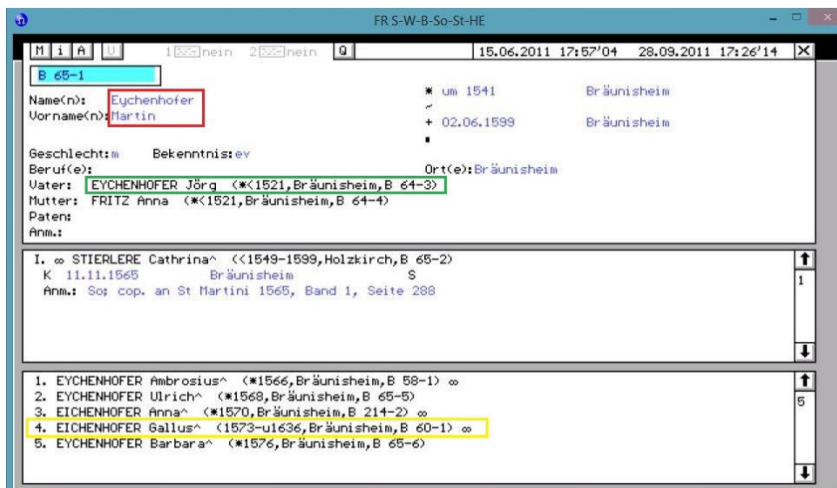 FR S-W-B-So-St-HE
M i A U 1 nein 2 nein Q 15.06.2011 17:57'04 28.09.2011 17:26'14 X
B 65-1
Name(n): Eychenhofer
Vorname(n): Martin
* um 1541 Bräunisheim
~
+ 02.06.1599 Bräunisheim
Geschlecht: m Bekenntnis: ev
Beruf(e): Ort(e): Bräunisheim
Vater: EYCHENHOFER Jörg (*<1521,Bräunisheim,B 64-3)
Mutter: FRITZ Anna (*<1521,Bräunisheim,B 64-4)
Paten:
Anm.:
I. ∞ STIERLERE Cathrina^ (<1549-1599,Holzkirch,B 65-2)
K 11.11.1565 Bräunisheim S
Anm.: So; cop. an St Martini 1565, Band 1, Seite 288
1
1. EYCHENHOFER Ambrosius^ (*1566,Bräunisheim,B 58-1) ∞
2. EYCHENHOFER Ulrich^ (*1568,Bräunisheim,B 65-5)
3. EICHENHOFER Anna^ (*1570,Bräunisheim,B 214-2) ∞
4. EICHENHOFER Gallus^ (1573-u1636,Bräunisheim,B 60-1) ∞
5. EYCHENHOFER Barbara^ (*1576,Bräunisheim,B 65-6)
5